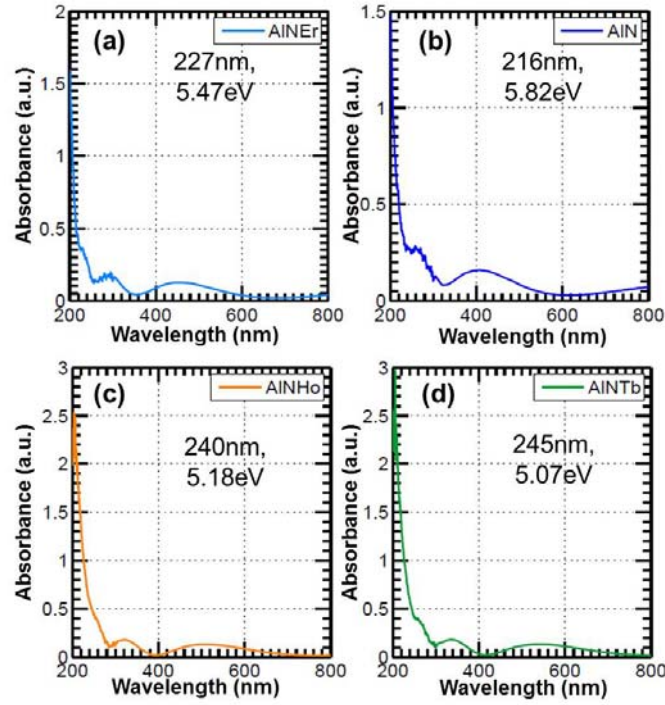 (a)
AlNEr
227nm,
5.47eV
Absorbance (a.u.)
2
1.5
1
0.5
0
200
400
600
800
Wavelength (nm)
(b)
AlN
216nm,
5.82eV
Absorbance (a.u.)
1.5
1
0.5
0
200
400
600
800
Wavelength (nm)
(c)
AlNHo
240nm,
5.18eV
Absorbance (a.u.)
3
2.5
2
1.5
1
0.5
0
200
400
600
800
Wavelength (nm)
(d)
AlNTb
245nm,
5.07eV
Absorbance (a.u.)
3
2.5
2
1.5
1
0.5
0
200
400
600
800
Wavelength (nm)